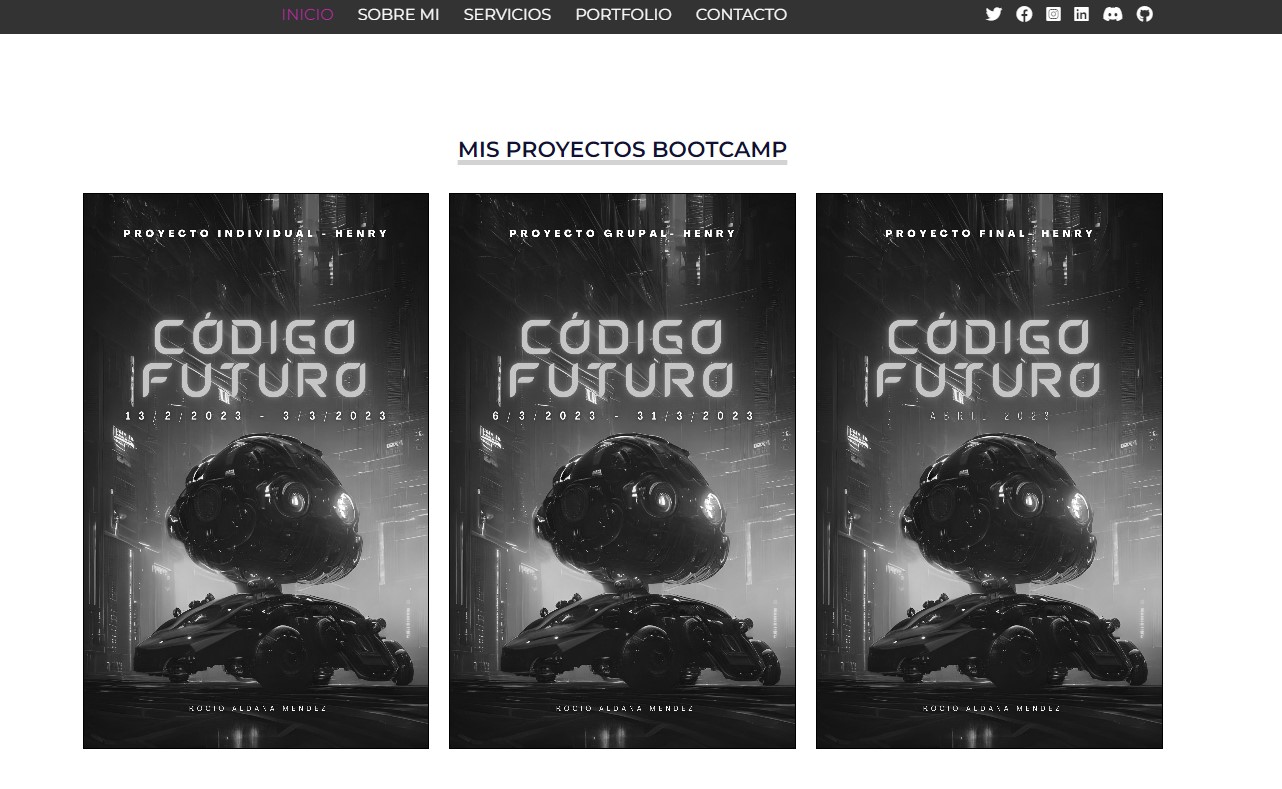 INICIO SOBRE MI SERVICIOS PORTFOLIO CONTACTO
MIS PROYECTOS BOOTCAMP
PROYECTO INDIVIDUAL - HENRY
CÓDIGO
FUTURO
13/2/2023 - 3/3/2023
ROCIO ALDANA MENDEZ
PROYECTO GRUPAL- HENRY
CÓDIGO
FUTURO
6/3/2023 - 31/3/2023
ROCIO ALDANA MENDEZ
PROYECTO FINAL- HENRY
CÓDIGO
FUTURO
ABRIL 2023
ROCIO ALDANA MENDEZ